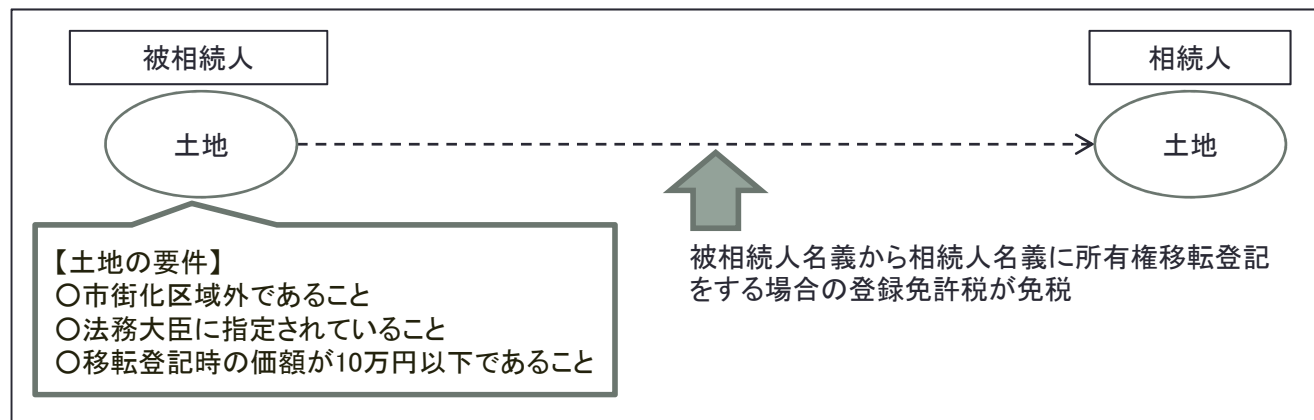 被相続人
相続人
土地
土地
【土地の要件】
○市街化区域外であること
○法務大臣に指定されていること
○移転登記時の価額が10万円以下であること
被相続人名義から相続人名義に所有権移転登記
をする場合の登録免許税が免税